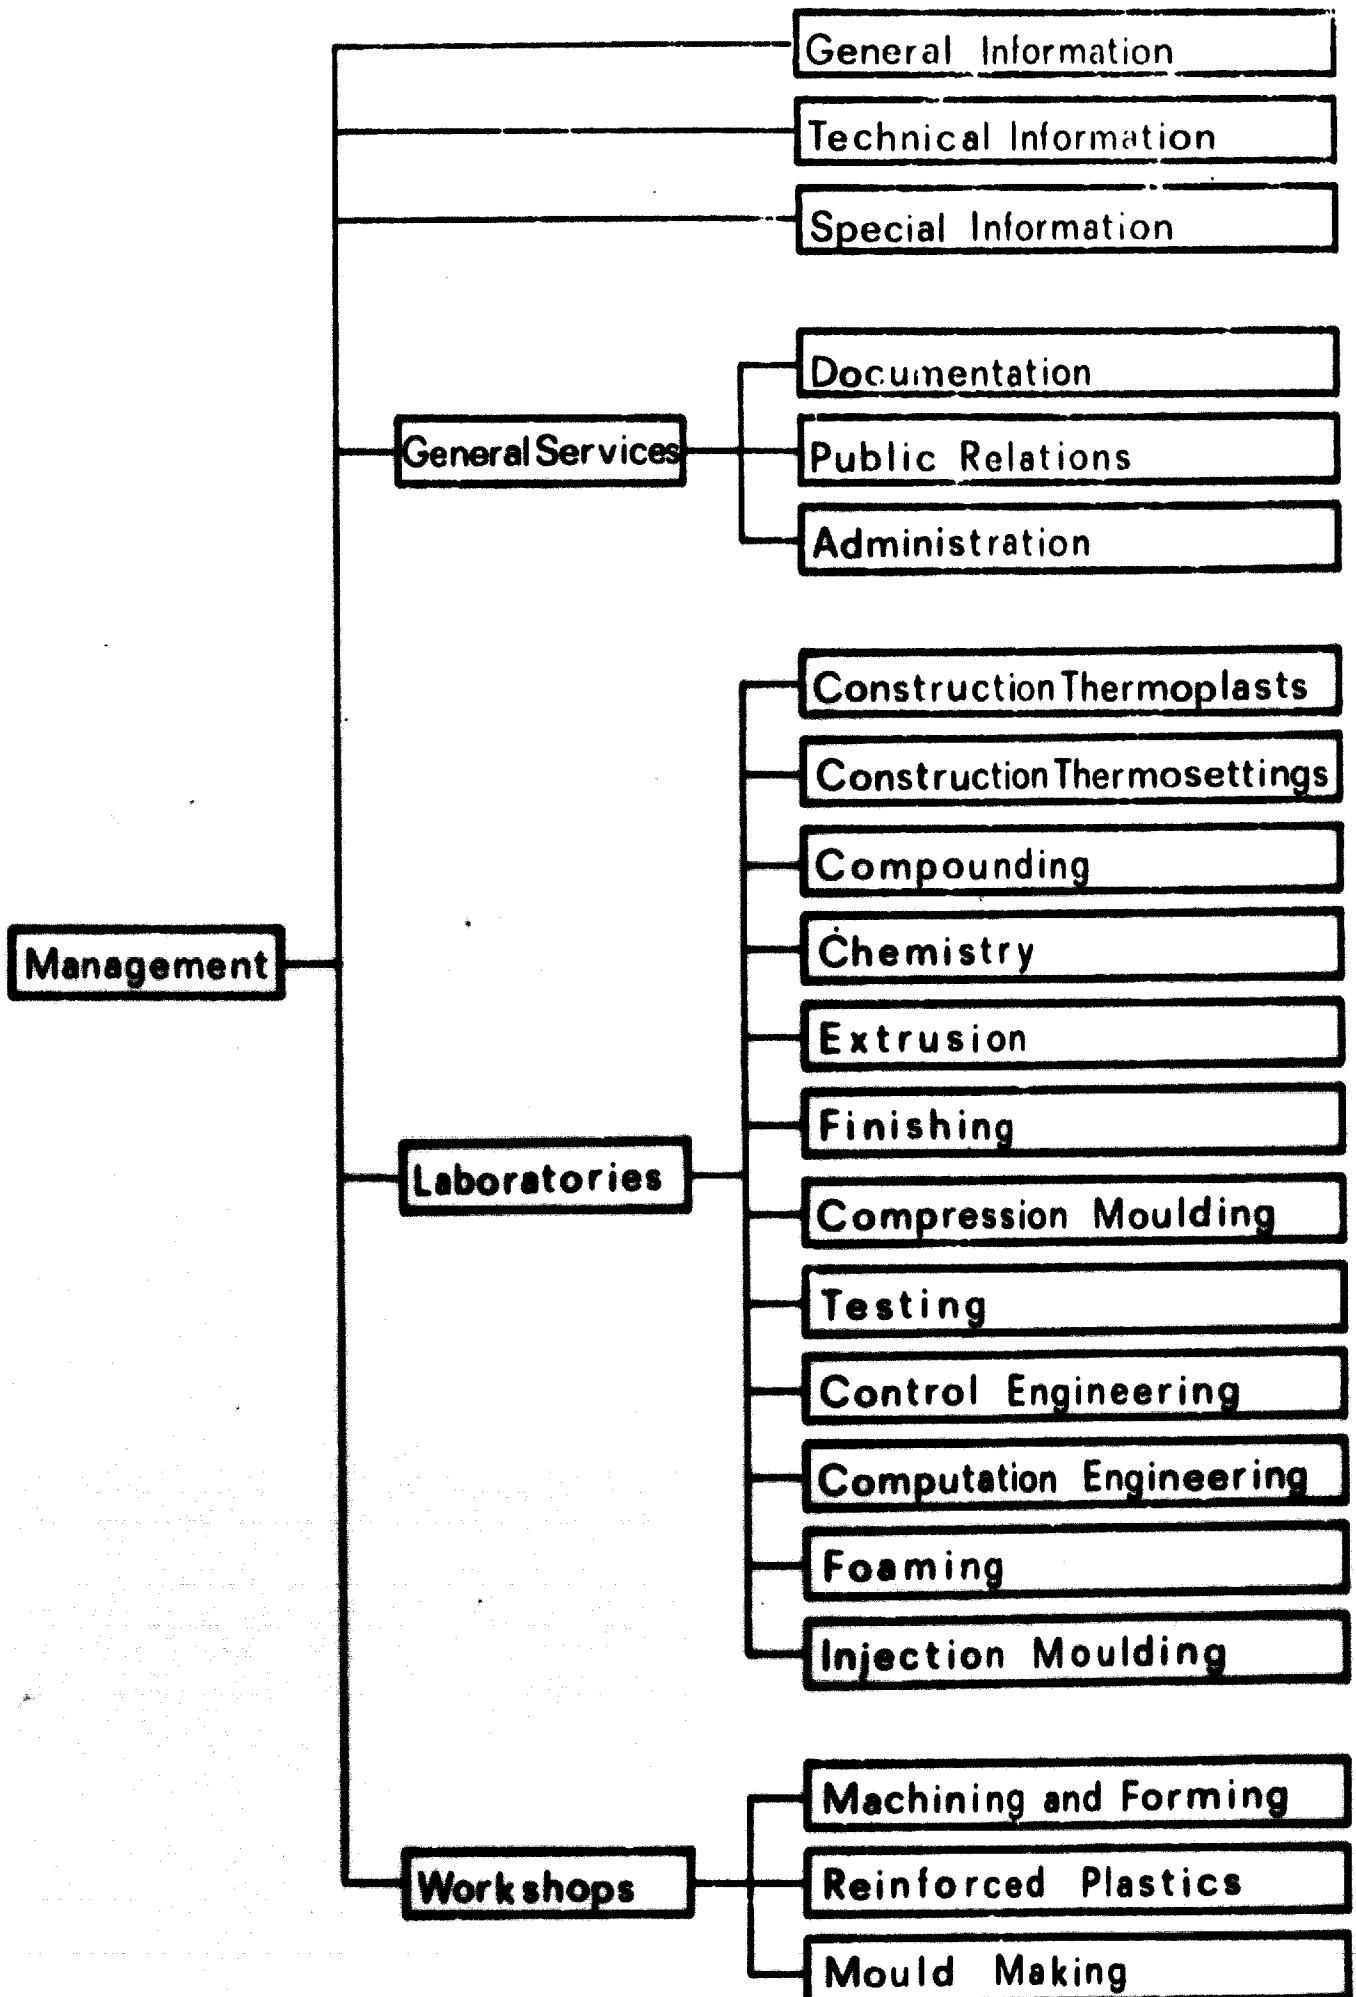 General Information
Technical Information
Special Information
Documentation
General Services
Public Relations
Administration
Construction Thermoplasts
Construction Thermosettings
Compounding
Chemistry
Management
Extrusion
Finishing
Laboratories
Compression Moulding
Testing
Control Engineering
Computation Engineering
Foaming
Injection Moulding
Machining and Forming
Workshops
Reinforced Plastics
Mould Making